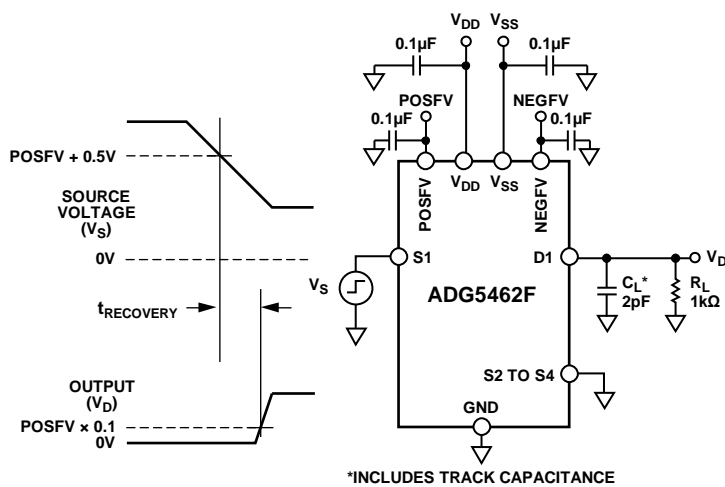 POSFV + 0.5V
SOURCE
VOLTAGE
(VS)
0V
tRECOVERY
OUTPUT
(VD)
POSFV × 0.1
0V
VDD
VSS
0.1µF
0.1µF
POSFV
NEGFV
0.1µF
0.1µF
POSFV
VDD
VSS
NEGFV
S1
D1
VD
VS
ADG5462F
CL*
2pF
RL
1kΩ
S2 TO S4
GND
*INCLUDES TRACK CAPACITANCE